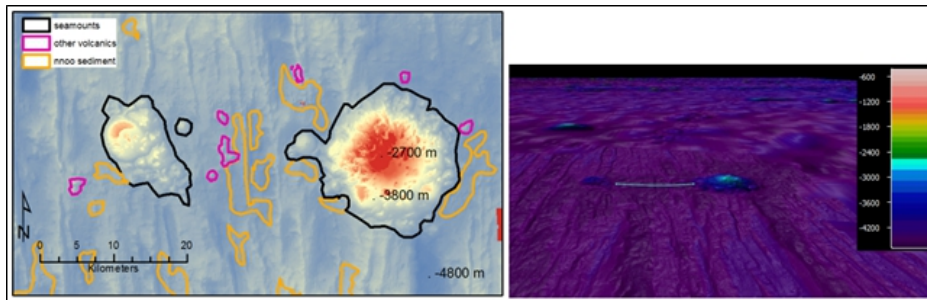 seamounts
other volcanics
nnoo sediment
-2700 m
-3800 m
-4800 m
N
0 5 10 20
Kilometers
-600
-1200
-1800
-2400
-3000
-3600
-4200